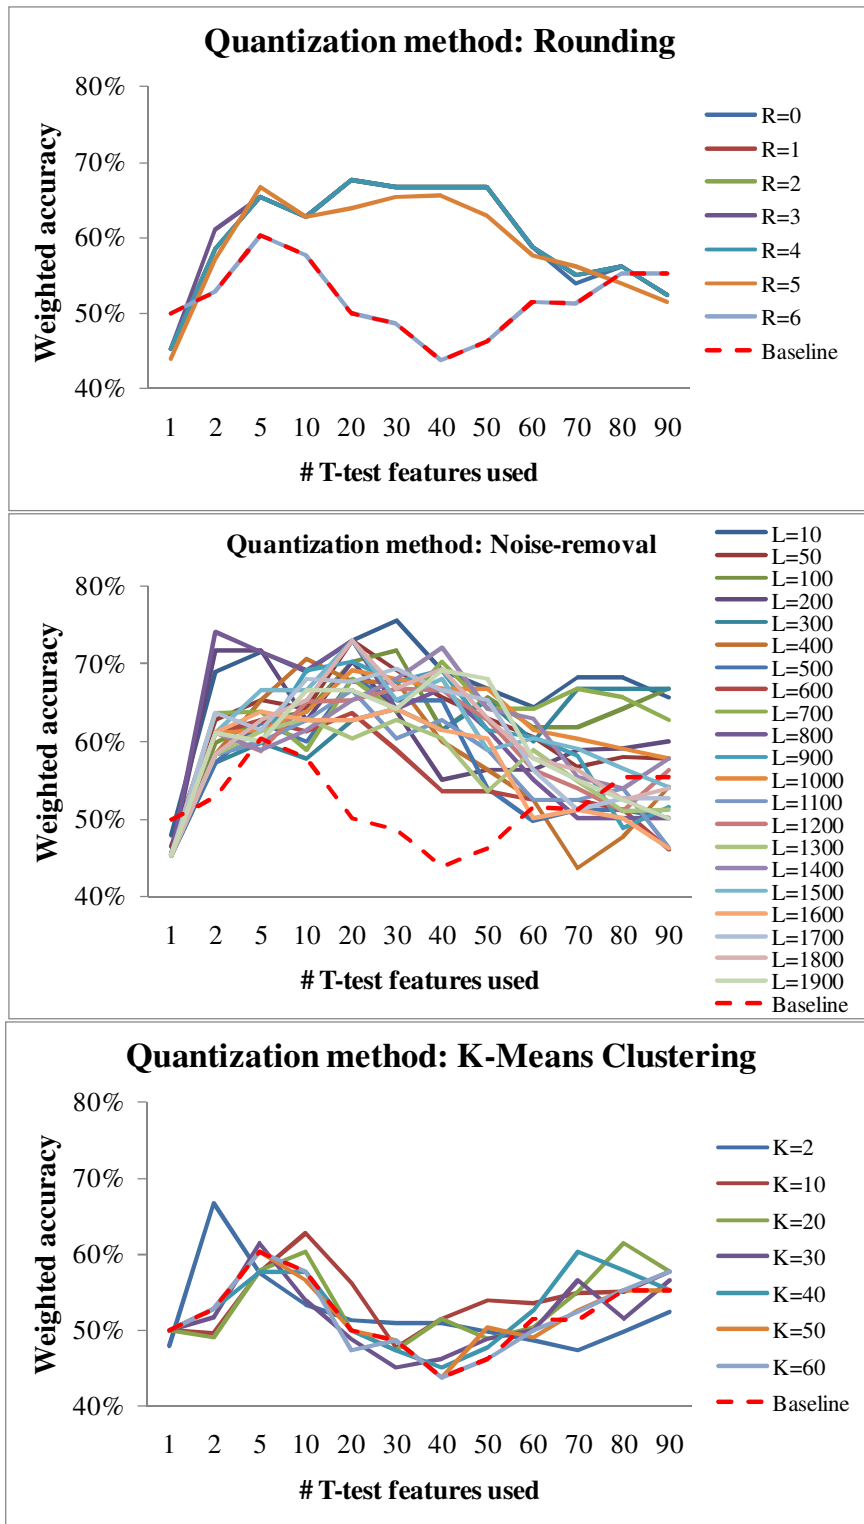 Quantization method: Rounding
80%
70%
60%
50%
40%
Weighted accuracy
1 2 5 10 20 30 40 50 60 70 80 90
# T-test features used
R=0
R=1
R=2
R=3
R=4
R=5
R=6
Baseline
Quantization method: Noise-removal
80%
70%
60%
50%
40%
Weighted accuracy
1 2 5 10 20 30 40 50 60 70 80 90
# T-test features used
L=10
L=50
L=100
L=200
L=300
L=400
L=500
L=600
L=700
L=800
L=900
L=1000
L=1100
L=1200
L=1300
L=1400
L=1500
L=1600
L=1700
L=1800
L=1900
Baseline
Quantization method: K-Means Clustering
80%
70%
60%
50%
40%
Weighted accuracy
1 2 5 10 20 30 40 50 60 70 80 90
# T-test features used
K=2
K=10
K=20
K=30
K=40
K=50
K=60
Baseline